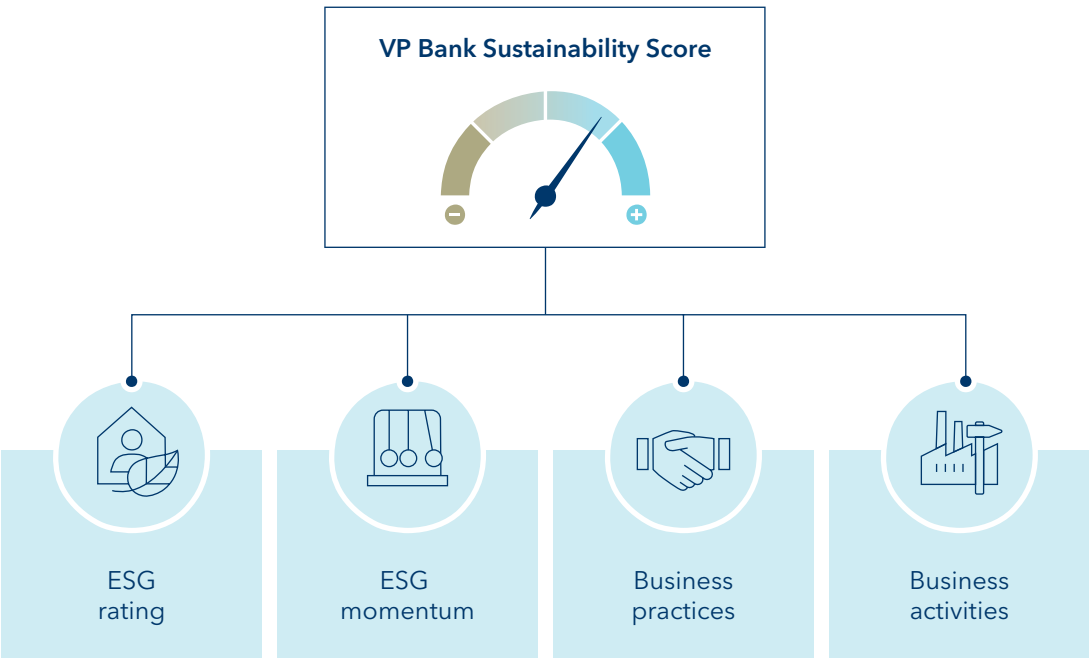 VP Bank Sustainability Score
ESG
rating
ESG
momentum
Business
practices
Business
activities